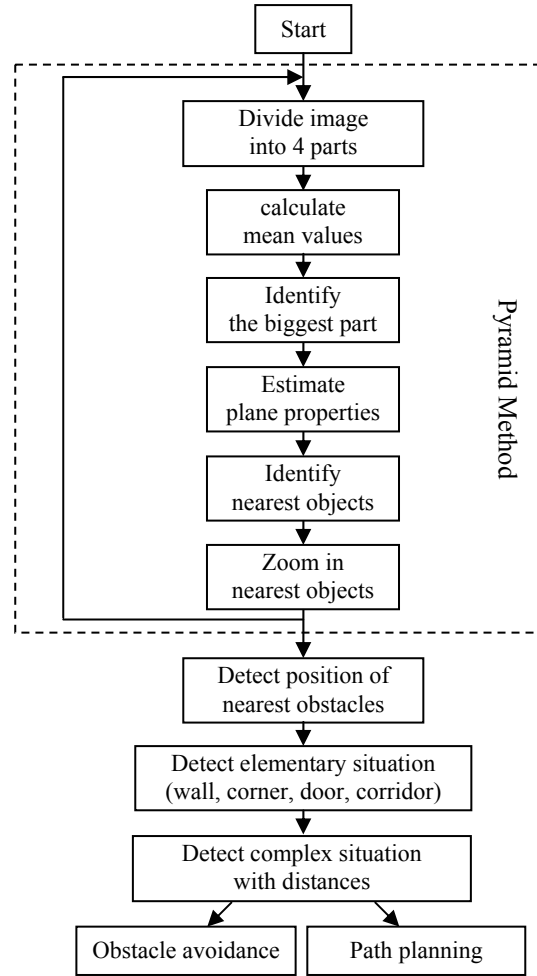 Start
Divide image
into 4 parts
calculate
mean values
Identify
the biggest part
Estimate
plane properties
Identify
nearest objects
Zoom in
nearest objects
Pyramid Method
Detect position of
nearest obstacles
Detect elementary situation
(wall, corner, door, corridor)
Detect complex situation
with distances
Obstacle avoidance
Path planning